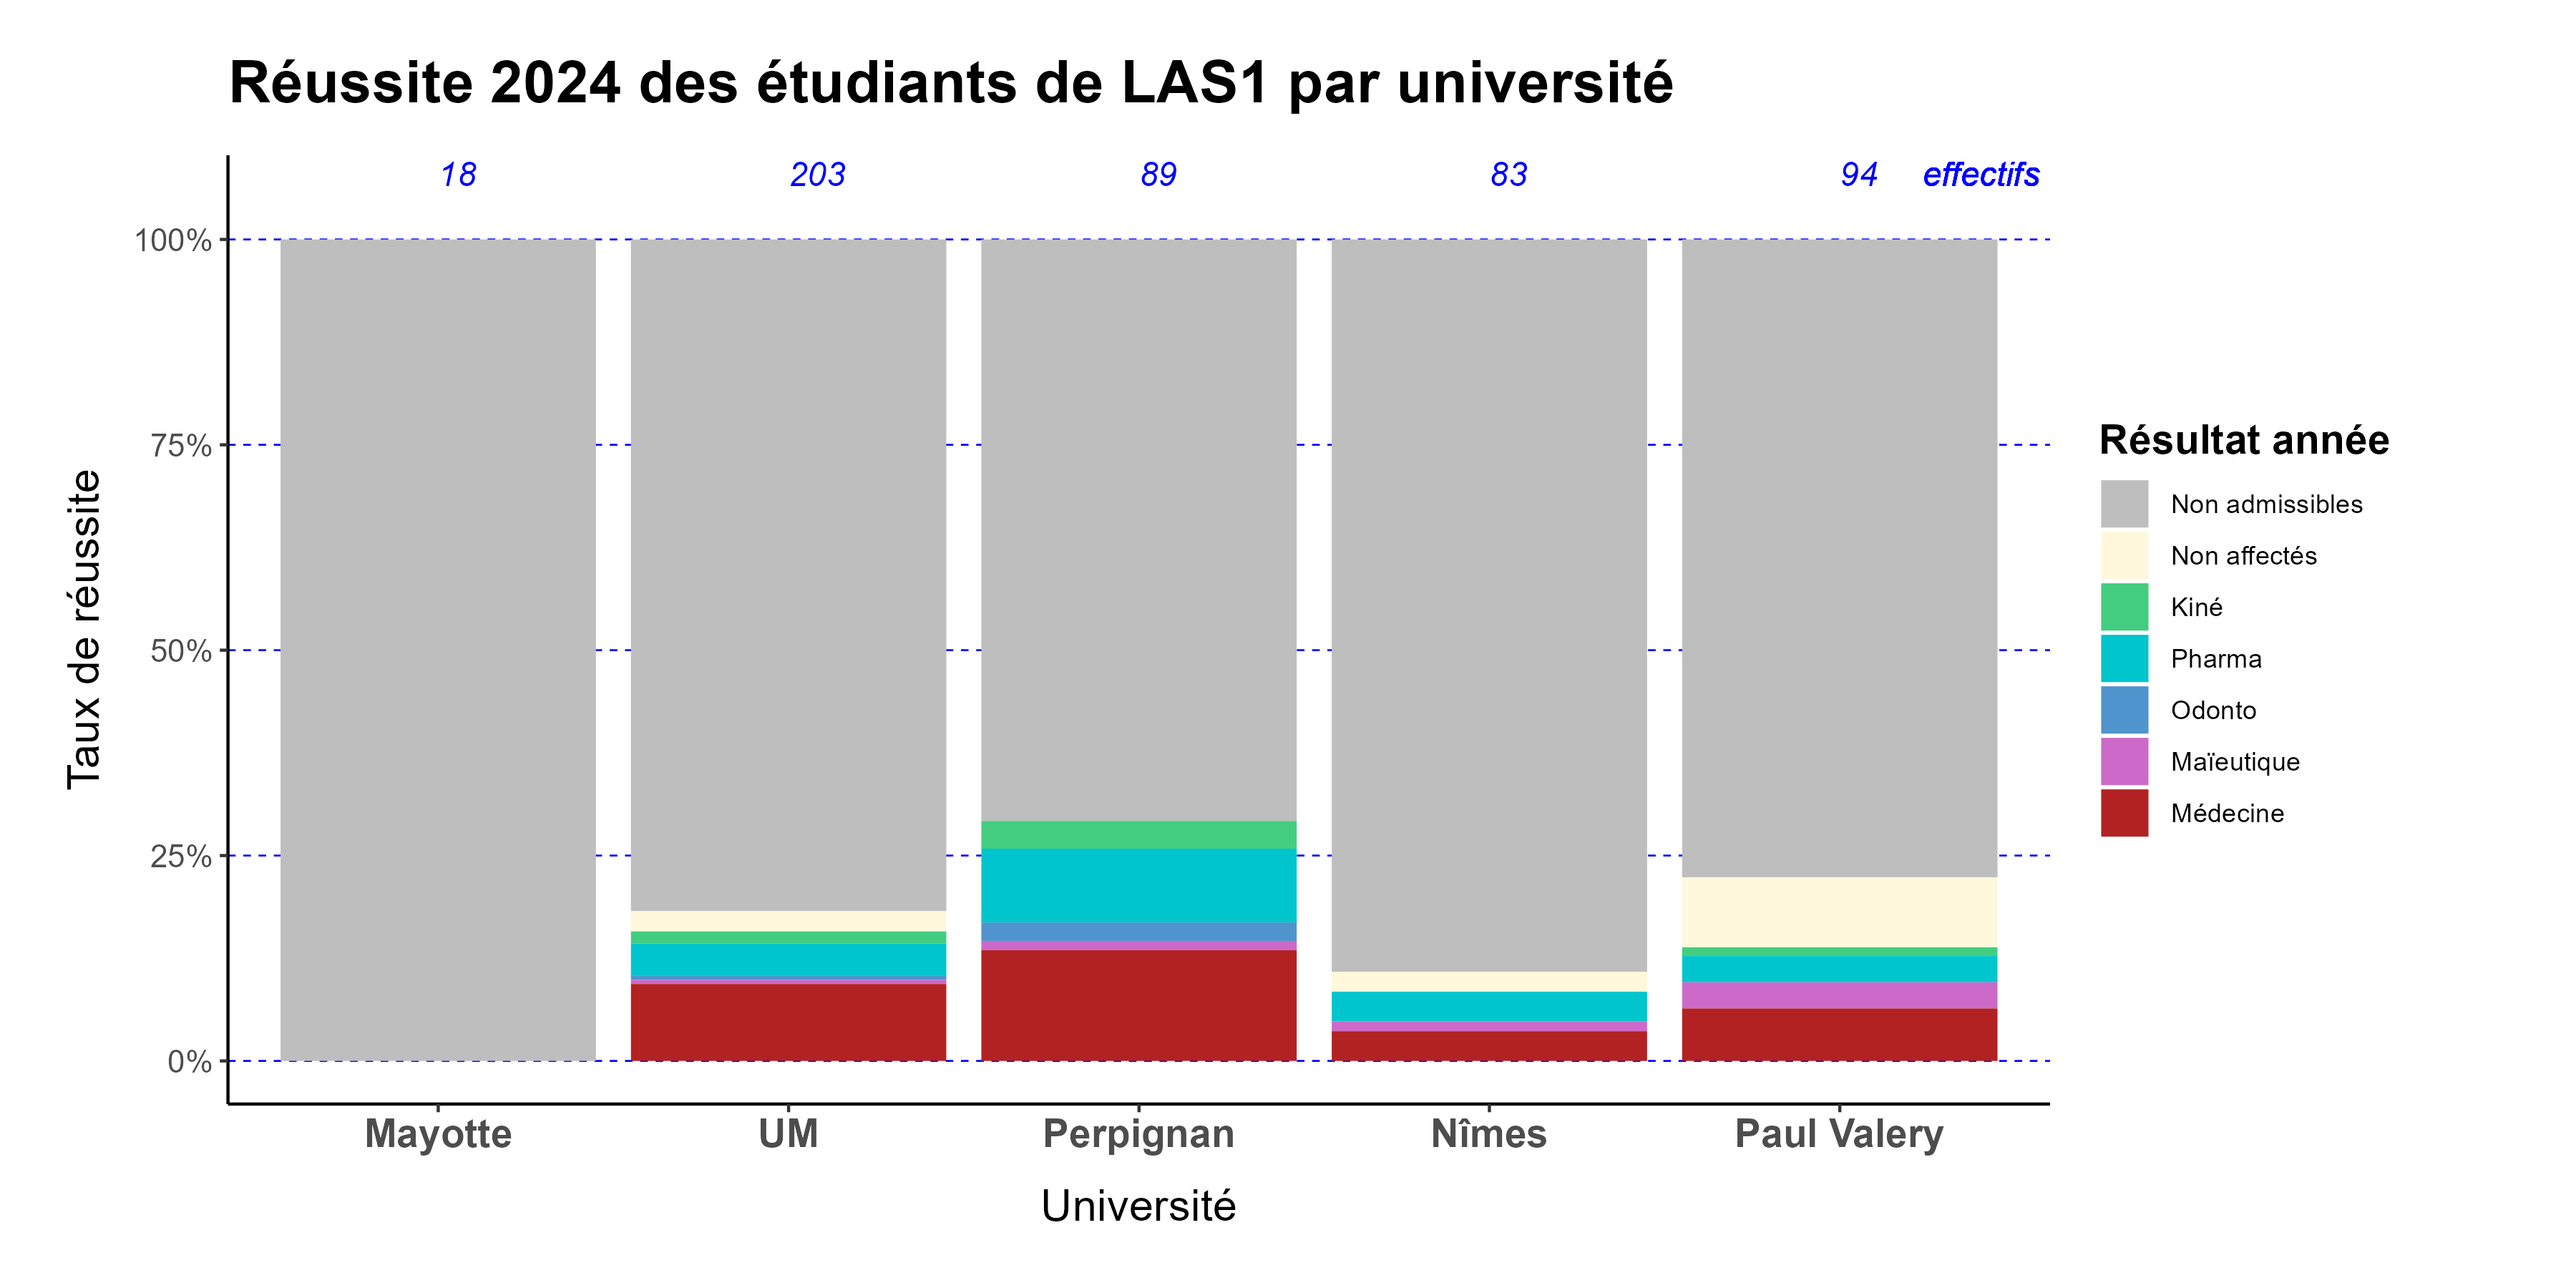 Réussite 2024 des étudiants de LAS1 par université
18 203 89 83 94 effectifs
100%
75%
50%
25%
0%
Taux de réussite
Mayotte UM Perpignan Nîmes Paul Valery
Université
Résultat année
Non admissibles
Non affectés
Kiné
Pharma
Odonto
Maïeutique
Médecine